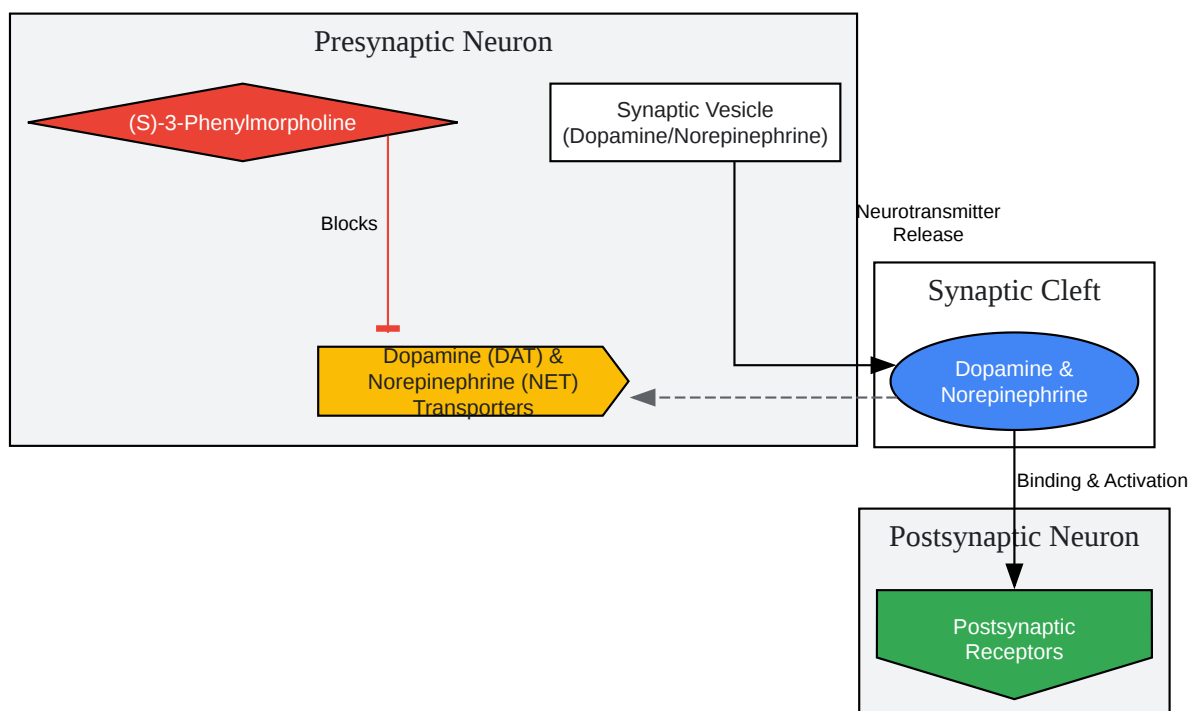 Presynaptic Neuron
(S)-3-Phenylmorpholine
Synaptic Vesicle
(Dopamine/Norepinephrine)
Blocks
Neurotransmitter
Release
Synaptic Cleft
Dopamine (DAT) &
Norepinephrine (NET)
Transporters
Dopamine &
Norepinephrine
Binding & Activation
Postsynaptic Neuron
Postsynaptic
Receptors